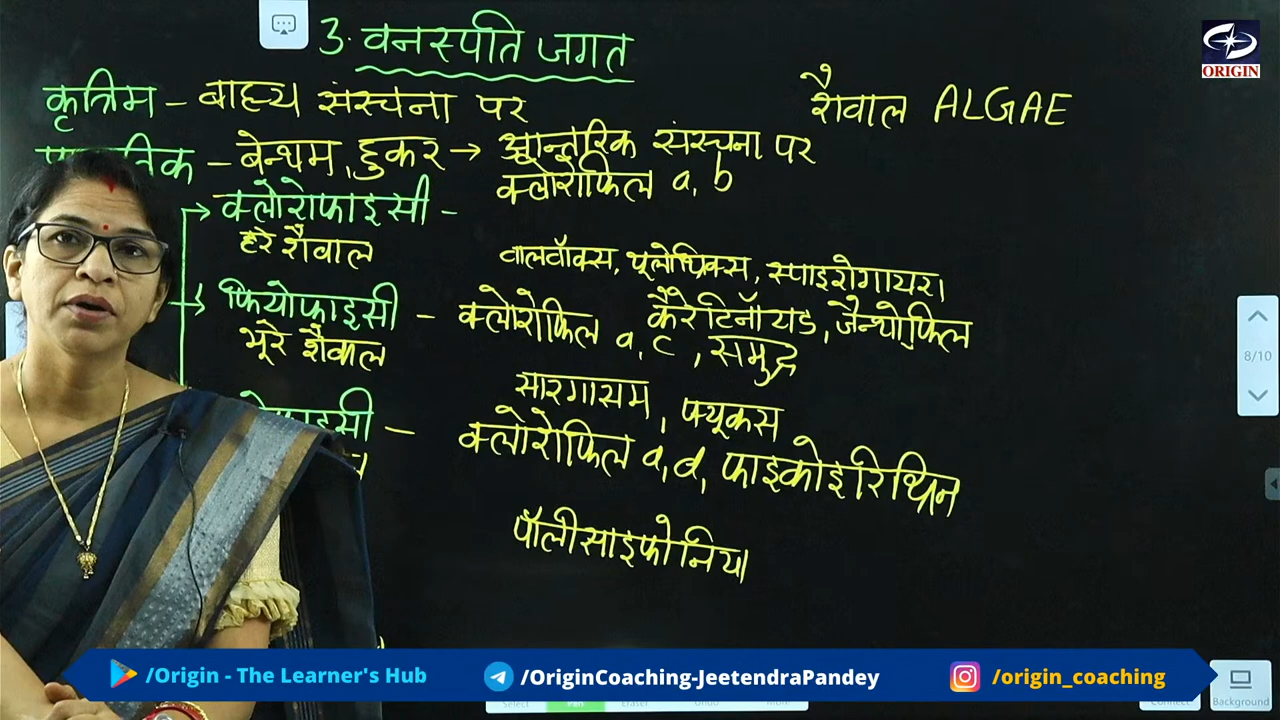 3. वनस्पति जगत
ORIGIN
कृत्रिम – बाह्य संरचना पर
शैवाल ALGAE
– बेन्थम, हुकर → आन्तरिक संरचना पर
क्लोरोफिल a, b
→ क्लोरोफाइसी –
हरे शैवाल
वालवॉक्स, यूलोथ्रिक्स, स्पाइरोगायरा
→ फियोफाइसी – क्लोरोफिल a, c, कैरेटिनॉयड, जैन्थोफिल
भूरे शैवाल
समुद्र
सारगासम, फ्यूकस
– क्लोरोफिल a, d, फाइकोइरिथ्रिन
पॉलीसाइफोनिया
8/10
/Origin - The Learner's Hub
/OriginCoaching-JeetendraPandey
/origin_coaching
Background